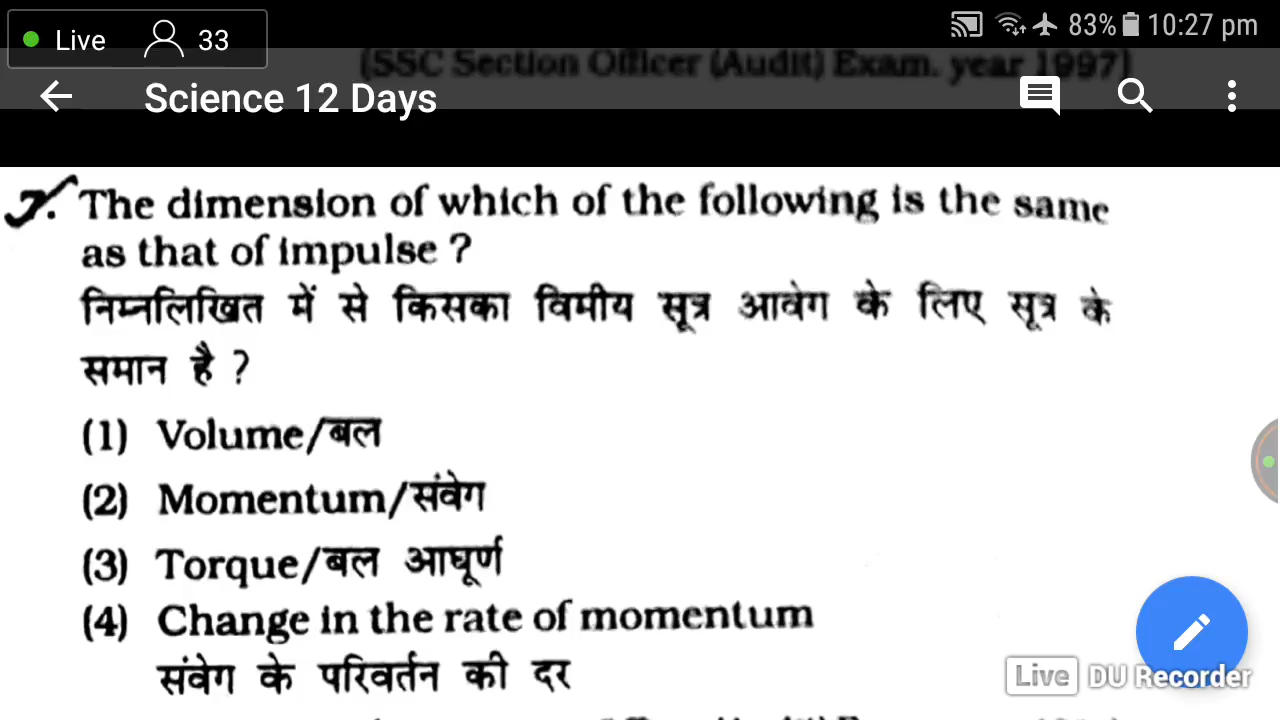 Live 33
83% 10:27 pm
(SSC Section Officer (Audit) Exam. year 1997)
Science 12 Days
7. The dimension of which of the following is the same
as that of impulse ?
निम्नलिखित में से किसका विमीय सूत्र आवेग के लिए सूत्र के
समान है ?
(1) Volume/बल
(2) Momentum/संवेग
(3) Torque/बल आघूर्ण
(4) Change in the rate of momentum
संवेग के परिवर्तन की दर
Live DU Recorder